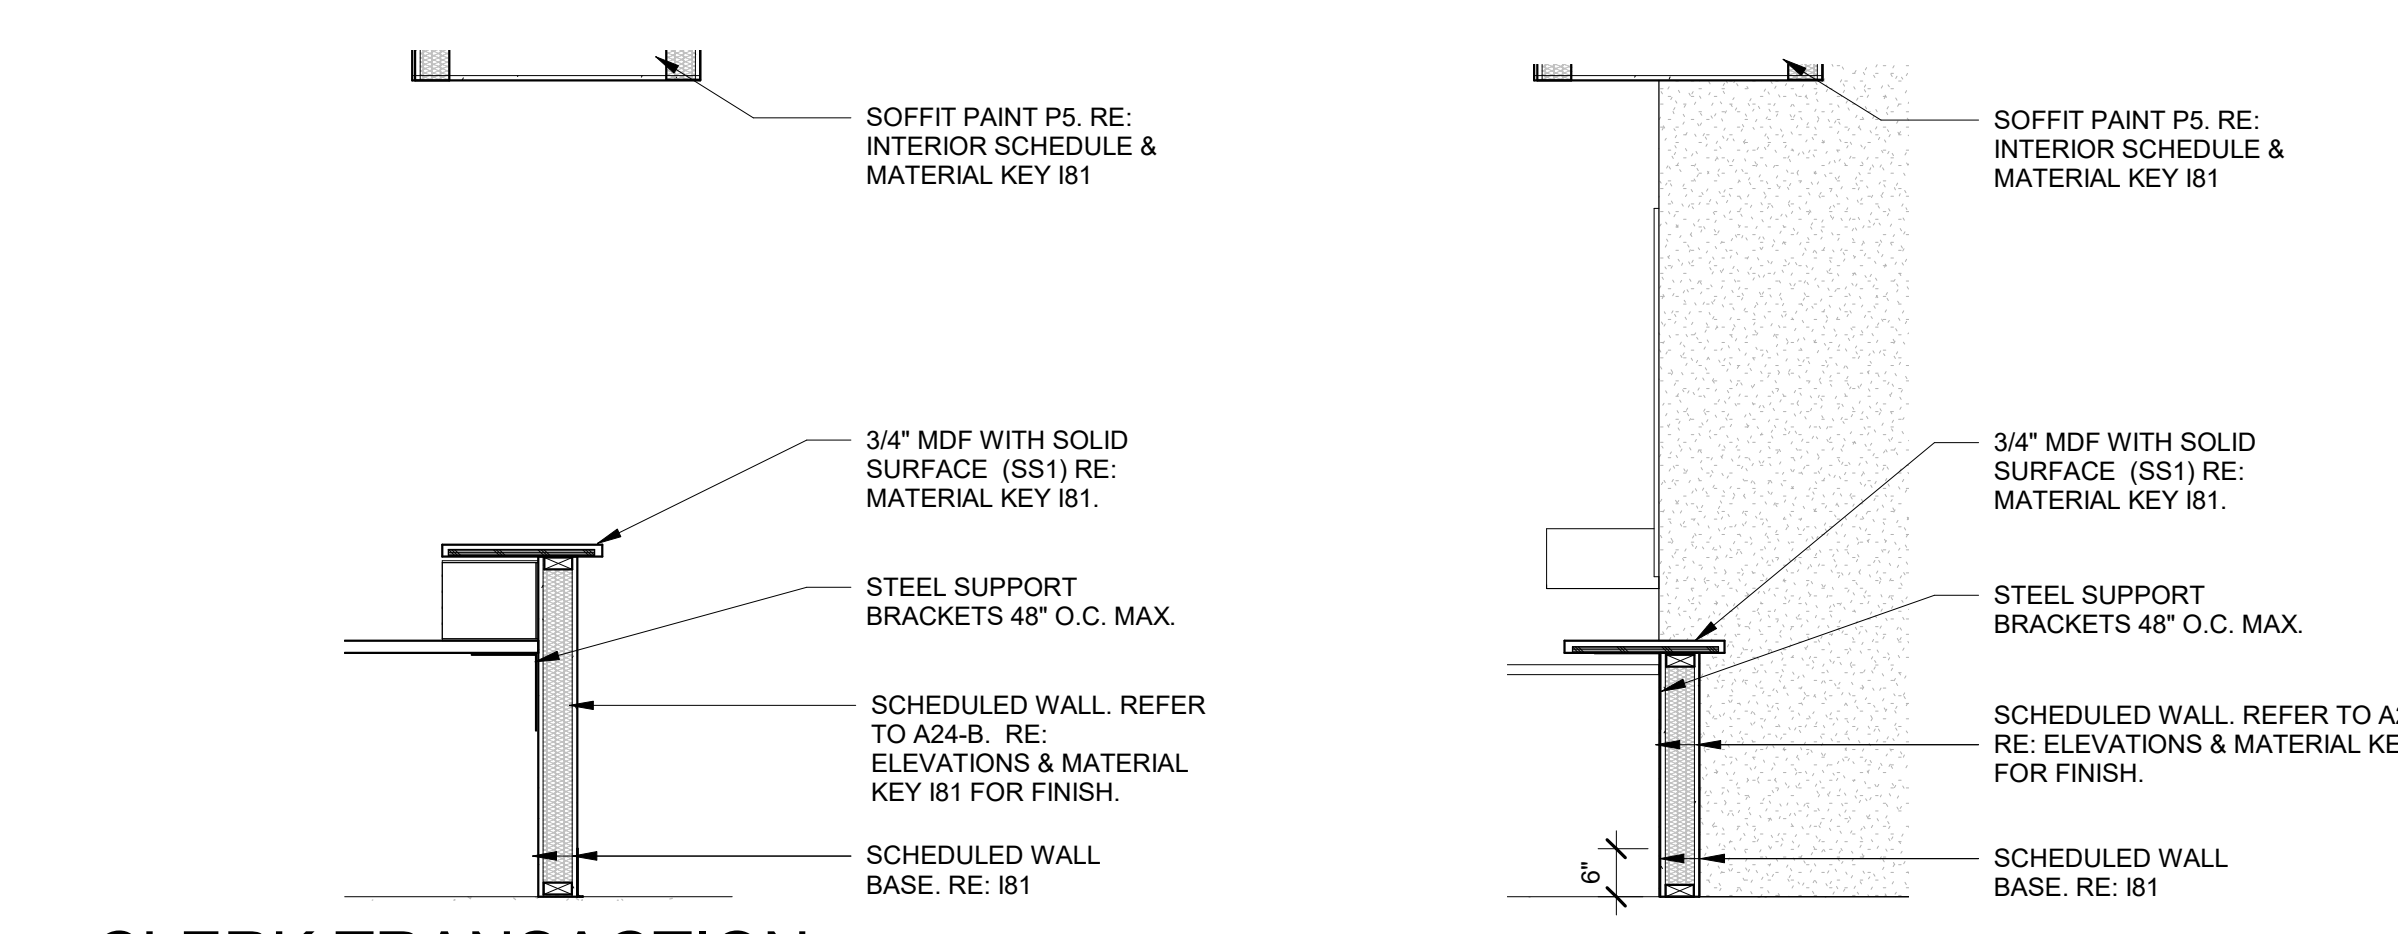 SOFFIT PAINT P5. RE:
INTERIOR SCHEDULE &
MATERIAL KEY I81
3/4" MDF WITH SOLID
SURFACE (SS1) RE:
MATERIAL KEY I81.
STEEL SUPPORT
BRACKETS 48" O.C. MAX.
SCHEDULED WALL. REFER
TO A24-B. RE:
ELEVATIONS & MATERIAL
KEY I81 FOR FINISH.
SCHEDULED WALL
BASE. RE: I81
CLERK TRANSACTION
SOFFIT PAINT P5. RE:
INTERIOR SCHEDULE &
MATERIAL KEY I81
3/4" MDF WITH SOLID
SURFACE (SS1) RE:
MATERIAL KEY I81.
STEEL SUPPORT
BRACKETS 48" O.C. MAX.
SCHEDULED WALL. REFER TO
RE: ELEVATIONS & MATERIAL
FOR FINISH.
SCHEDULED WALL
BASE. RE: I81
6"